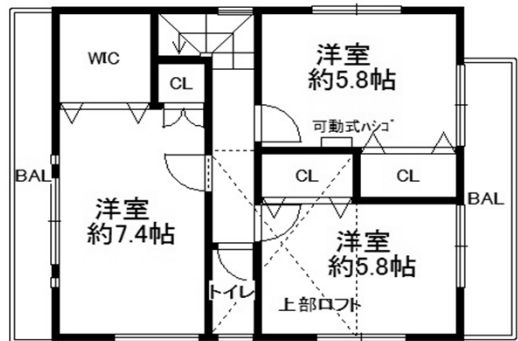 WIC
CL
洋室
約5.8帖
可動式ハシゴ
BAL
CL
CL
洋室
約7.4帖
BAL
洋室
約5.8帖
トイレ
上部ロフト